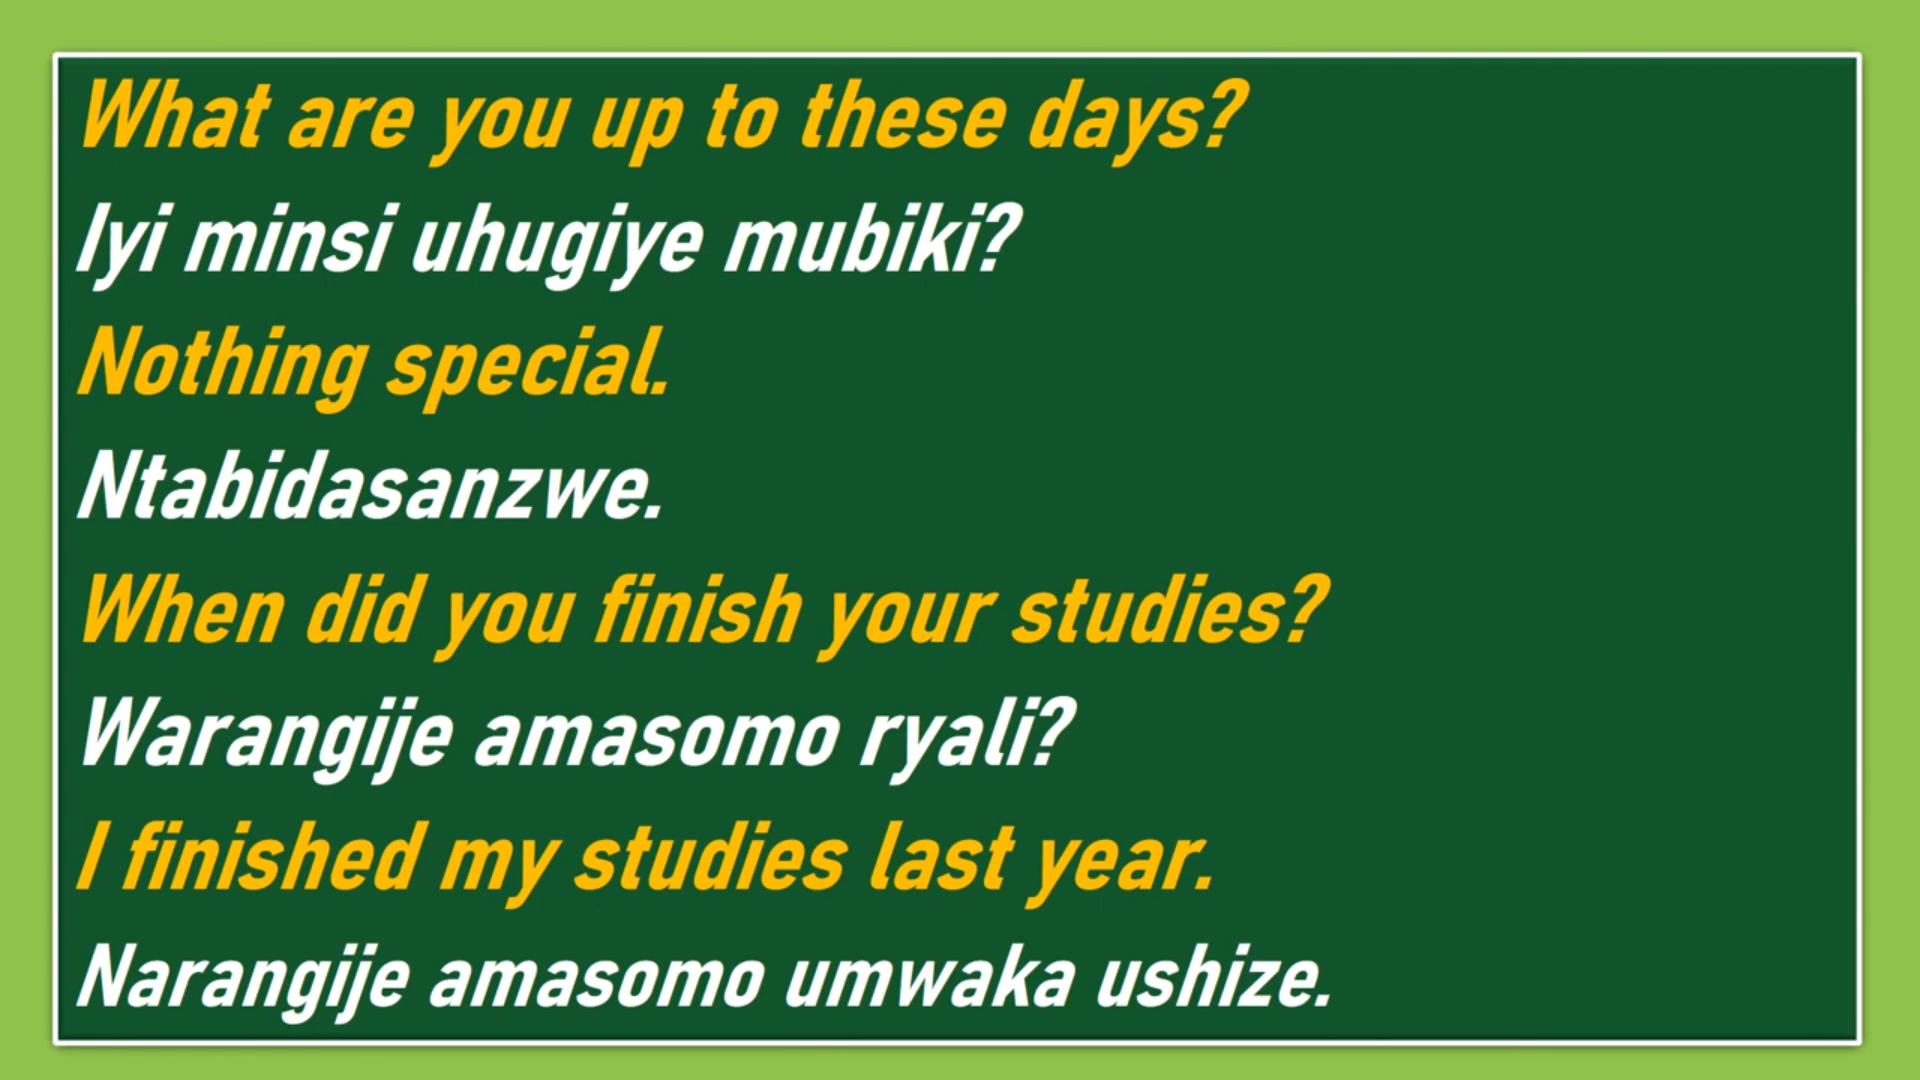 What are you up to these days?
Iyi minsi uhugiye mubiki?
Nothing special.
Ntabidasanzwe.
When did you finish your studies?
Warangije amasomo ryali?
I finished my studies last year.
Narangije amasomo umwaka ushize.